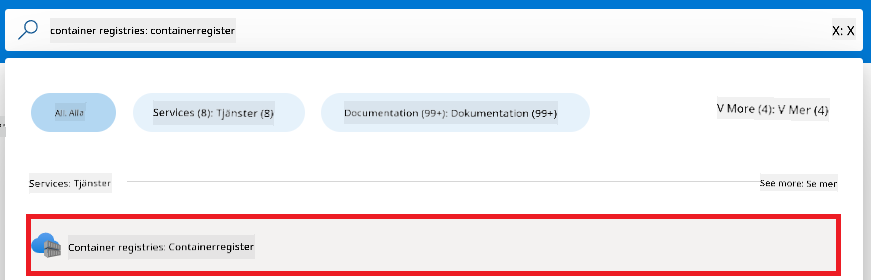 container registries: containerregister X: X
All. Alla Services (8): Tjänster (8) Documentation (99+): Dokumentation (99+) V More (4): V Mer (4)
Services: Tjänster See more: Se mer
Container registries: Containerregister